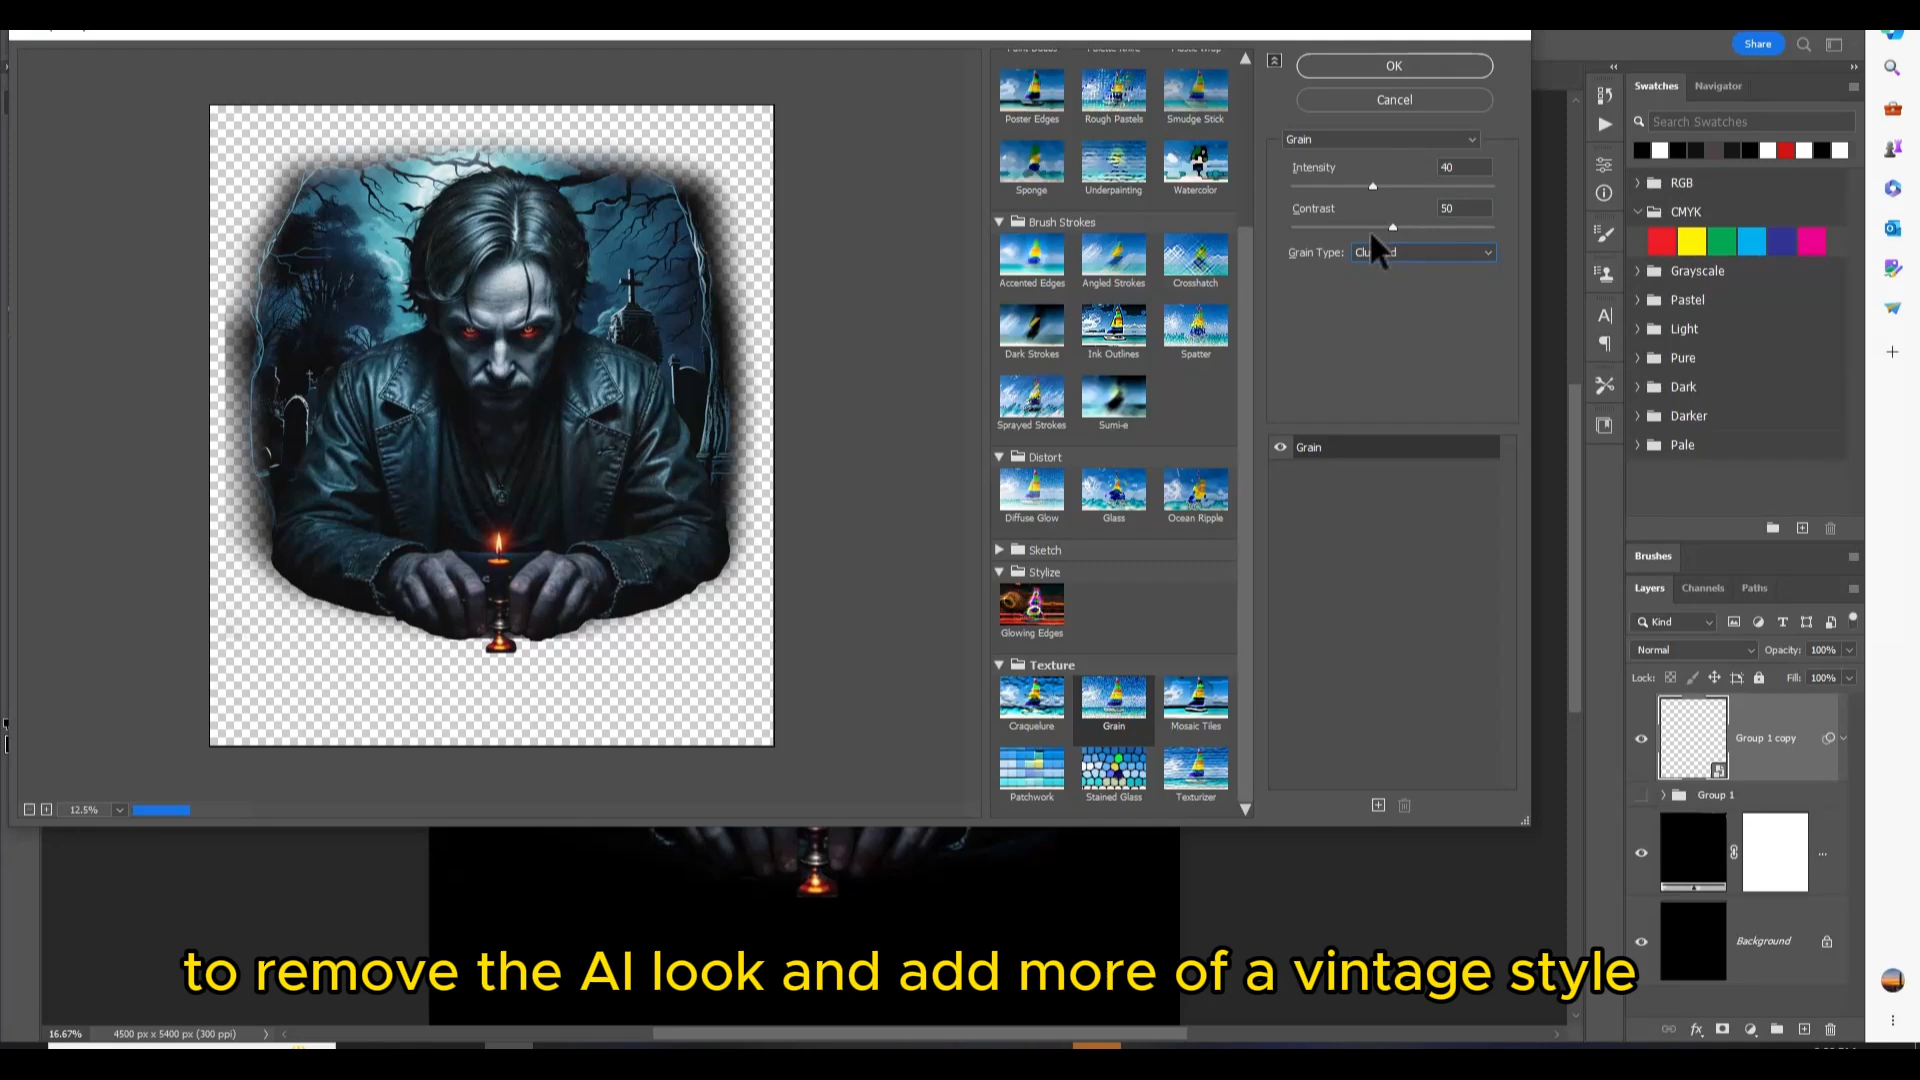 Share
OK
Cancel
Poster Edges
Rough Pastels
Smudge Stick
Sponge
Underpainting
Watercolor
Brush Strokes
Accented Edges
Angled Strokes
Crosshatch
Dark Strokes
Ink Outlines
Spatter
Sprayed Strokes
Sumi-e
Distort
Diffuse Glow
Glass
Ocean Ripple
Sketch
Stylize
Glowing Edges
Texture
Craquelure
Grain
Mosaic Tiles
Patchwork
Stained Glass
Texturizer
Grain
Intensity 40
Contrast 50
Grain Type:
Grain
12.5%
Swatches Navigator
Search Swatches
RGB
CMYK
Grayscale
Pastel
Light
Pure
Dark
Darker
Pale
Brushes
Layers Channels Paths
Kind
Normal Opacity: 100%
Lock: Fill: 100%
Group 1 copy
Group 1
...
Background
to remove the AI look and add more of a vintage style
16.67% 4500 px x 5400 px (300 ppi)